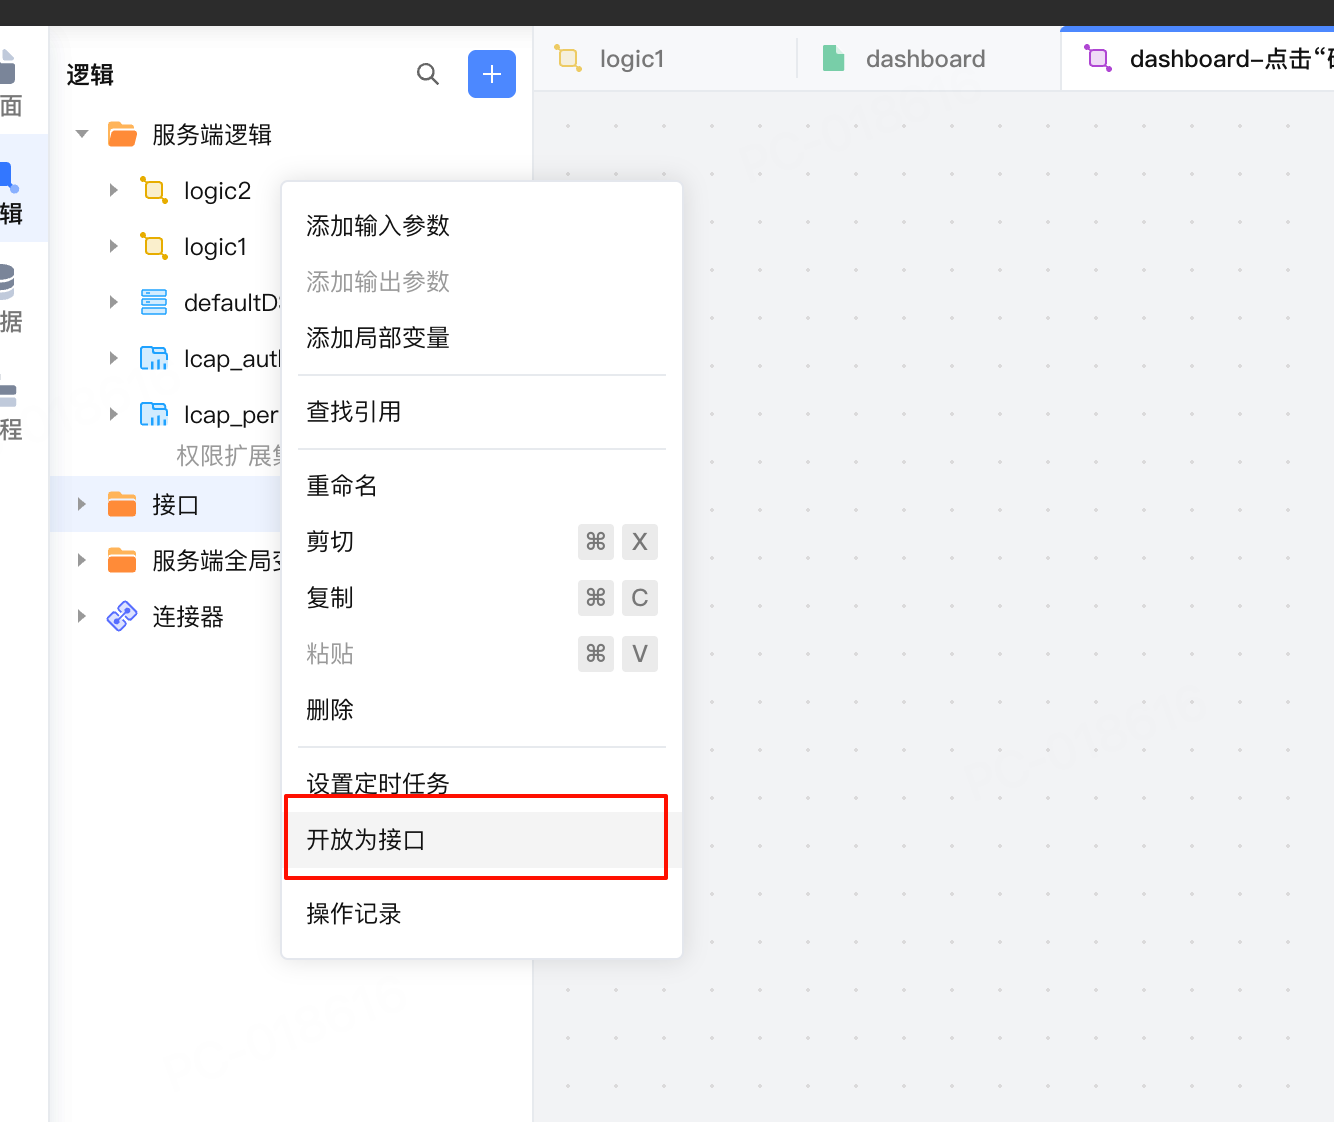 面
辑
据
程
逻辑
服务端逻辑
logic2
logic1
defaultDS
lcap_auth
lcap_per
权限扩展
接口
服务端全局变
连接器
logic1
dashboard
dashboard-点击“确
添加输入参数
添加输出参数
添加局部变量
查找引用
重命名
剪切 ⌘ X
复制 ⌘ C
粘贴 ⌘ V
删除
设置定时任务
开放为接口
操作记录